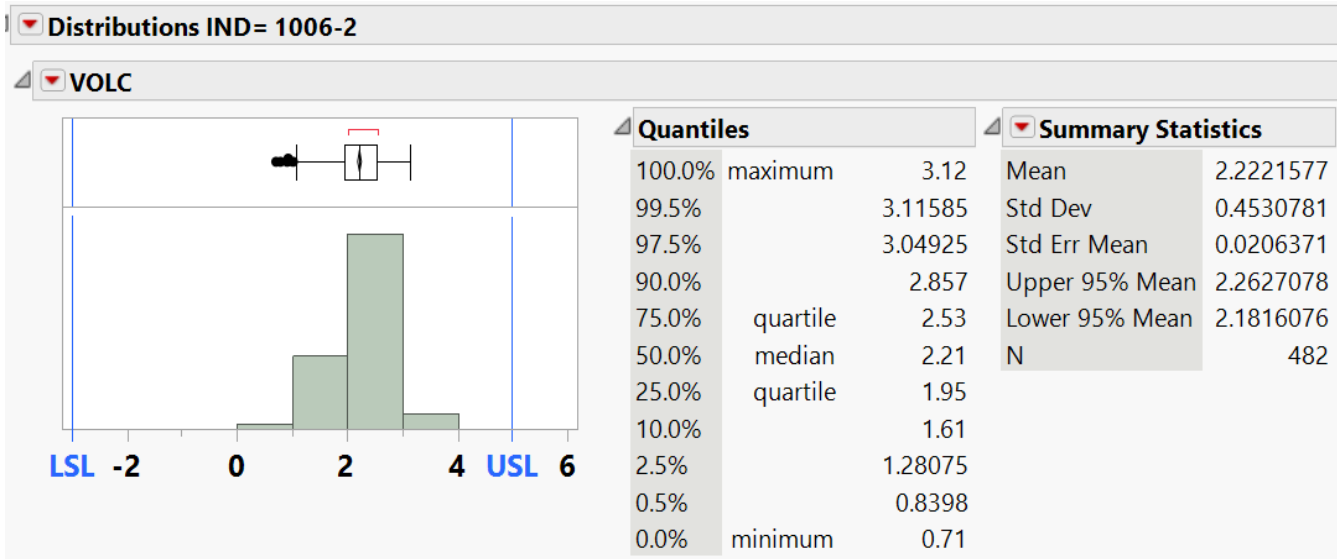 Distributions IND= 1006-2
VOLC
LSL -2 0 2 4 USL 6
Quantiles
100.0% maximum 3.12
99.5% 3.11585
97.5% 3.04925
90.0% 2.857
75.0% quartile 2.53
50.0% median 2.21
25.0% quartile 1.95
10.0% 1.61
2.5% 1.28075
0.5% 0.8398
0.0% minimum 0.71
Summary Statistics
Mean 2.2221577
Std Dev 0.4530781
Std Err Mean 0.0206371
Upper 95% Mean 2.2627078
Lower 95% Mean 2.1816076
N 482